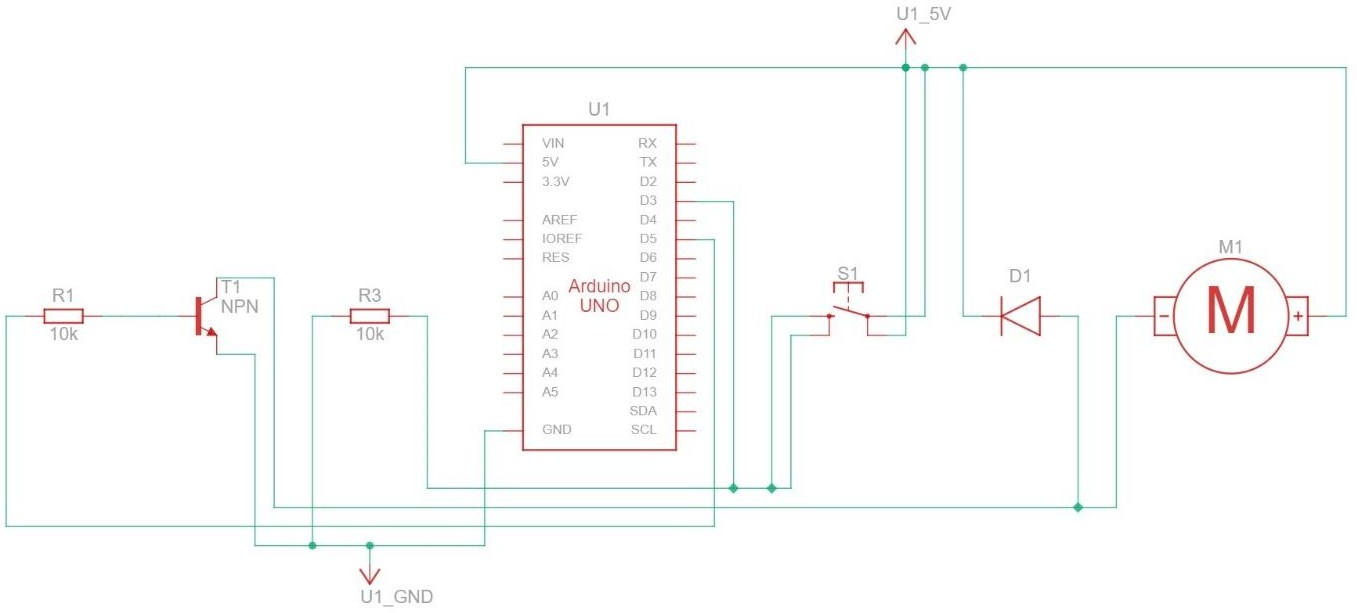 U1_5V
U1
VIN
5V
3.3V
AREF
IOREF
RES
A0
A1
A2
A3
A4
A5
GND
RX
TX
D2
D3
D4
D5
D6
D7
D8
D9
D10
D11
D12
D13
SDA
SCL
Arduino
UNO
R1
10k
T1
NPN
R3
10k
S1
D1
M1
-
M
+
U1_GND